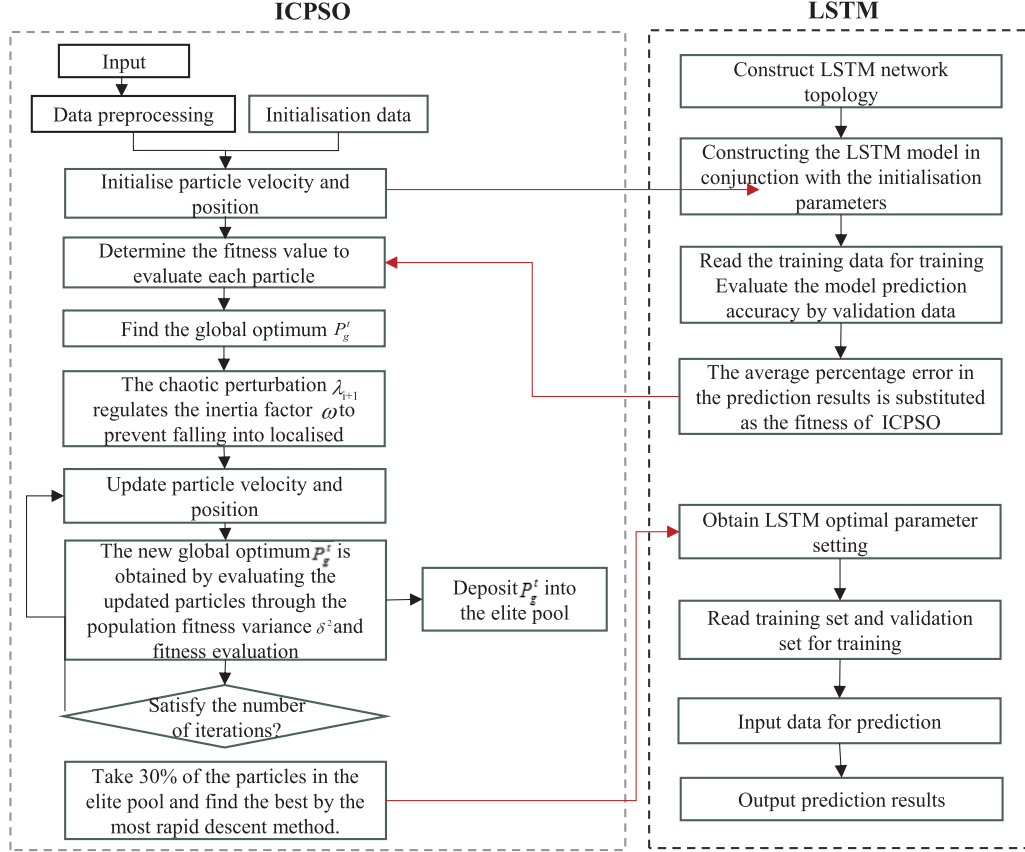 ICPSO
Input
Data preprocessing
Initialisation data
Initialise particle velocity and
position
Determine the fitness value to
evaluate each particle
Find the global optimum P_g^t
The chaotic perturbation λ_{i+1}
regulates the inertia factor ω to
prevent falling into localised
Update particle velocity and
position
The new global optimum P_g^t is
obtained by evaluating the
updated particles through the
population fitness variance δ² and
fitness evaluation
Deposit P_g^t into
the elite pool
Satisfy the number
of iterations?
Take 30% of the particles in the
elite pool and find the best by the
most rapid descent method.
LSTM
Construct LSTM network
topology
Constructing the LSTM model in
conjunction with the initialisation
parameters
Read the training data for training
Evaluate the model prediction
accuracy by validation data
The average percentage error in
the prediction results is substituted
as the fitness of ICPSO
Obtain LSTM optimal parameter
setting
Read training set and validation
set for training
Input data for prediction
Output prediction results